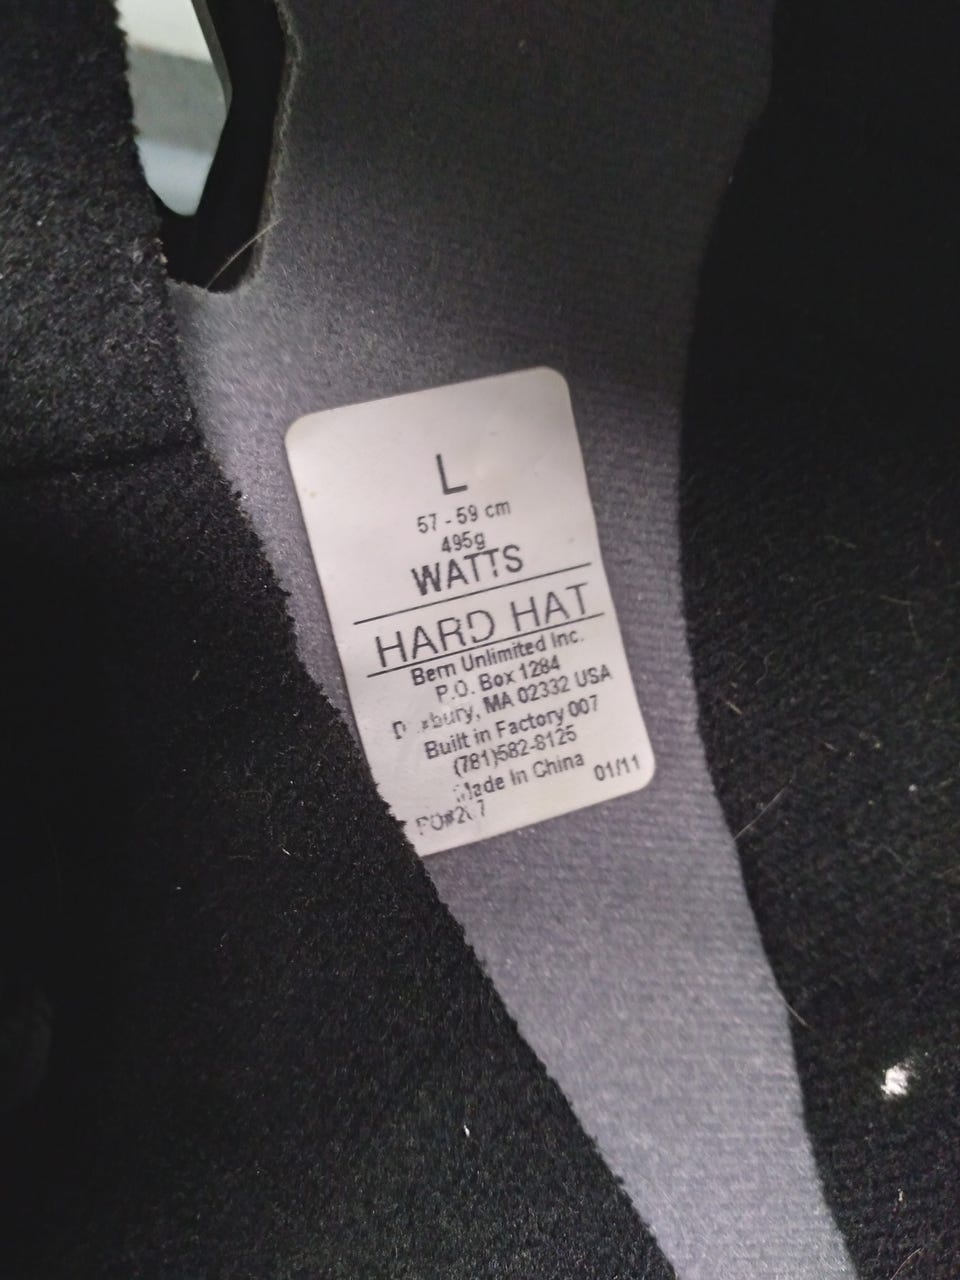 L
57 - 59 cm
495g
WATTS
HARD HAT
Bern Unlimited Inc.
P.O. Box 1284
MA 02332 USA
Built in Factory 007
(781)582-8125
Made In China
01/11